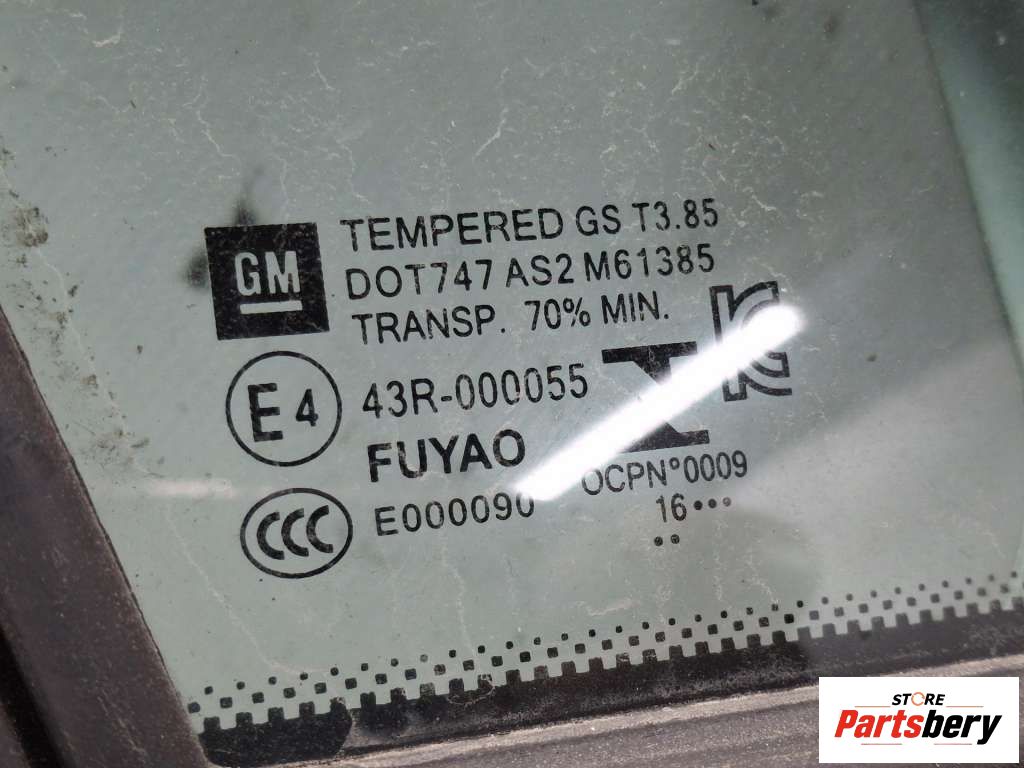 GM
TEMPERED GS T3.85
DOT747 AS2 M61385
TRANSP. 70% MIN.
E4
43R-000055
FUYAO
CCC
E000090
KC
OCPN°0009
16•••
••
STORE
Partsbery